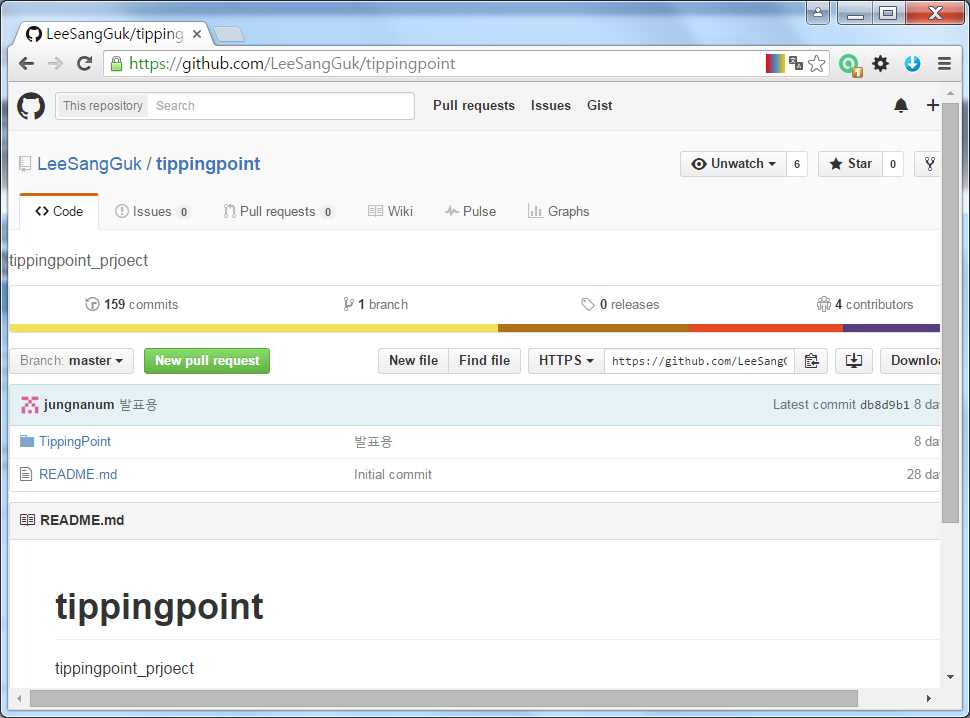 LeeSangGuk/tipping
https://github.com/LeeSangGuk/tippingpoint
This repository Search Pull requests Issues Gist
LeeSangGuk / tippingpoint Unwatch 6 Star 0
Code Issues 0 Pull requests 0 Wiki Pulse Graphs
tippingpoint_prjoect
159 commits 1 branch 0 releases 4 contributors
Branch: master New pull request New file Find file HTTPS https://github.com/LeeSangG Downlo
jungnanum 발표용 Latest commit db8d9b1 8 da
TippingPoint 발표용 8 da
README.md Initial commit 28 da
README.md
tippingpoint
tippingpoint_prjoect